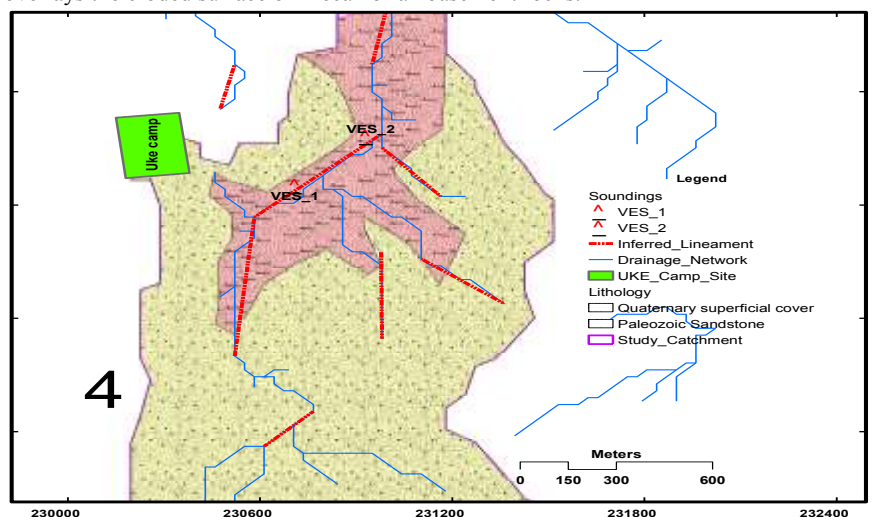 Uke camp
VES_2
VES_1
Legend
Soundings
VES_1
VES_2
Inferred_Lineament
Drainage_Network
UKE_Camp_Site
Lithology
Quaternary superficial cover
Paleozoic Sandstone
Study_Catchment
4
Meters
0 150 300 600
230000 230600 231200 231800 232400